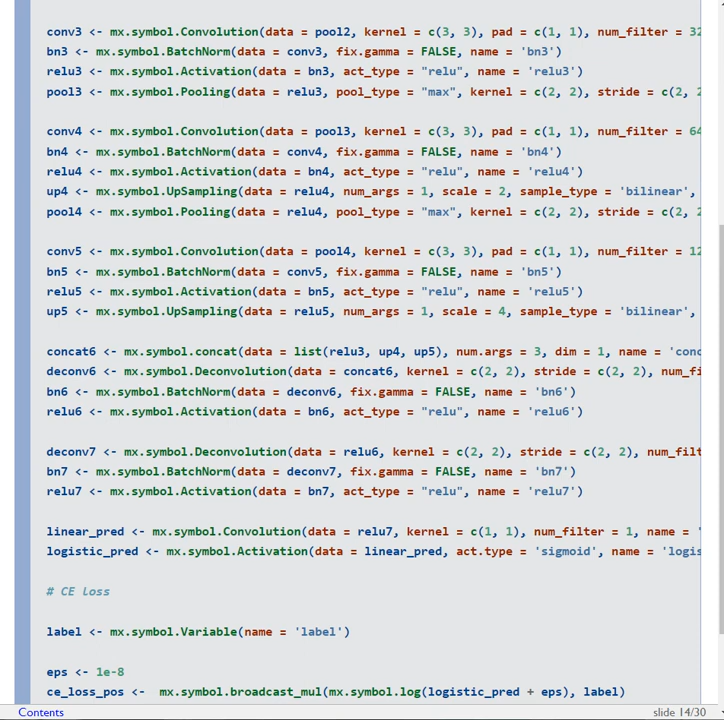 conv3 <- mx.symbol.Convolution(data = pool2, kernel = c(3, 3), pad = c(1, 1), num_filter = 32
bn3 <- mx.symbol.BatchNorm(data = conv3, fix.gamma = FALSE, name = 'bn3')
relu3 <- mx.symbol.Activation(data = bn3, act_type = "relu", name = 'relu3')
pool3 <- mx.symbol.Pooling(data = relu3, pool_type = "max", kernel = c(2, 2), stride = c(2, 2
conv4 <- mx.symbol.Convolution(data = pool3, kernel = c(3, 3), pad = c(1, 1), num_filter = 64
bn4 <- mx.symbol.BatchNorm(data = conv4, fix.gamma = FALSE, name = 'bn4')
relu4 <- mx.symbol.Activation(data = bn4, act_type = "relu", name = 'relu4')
up4 <- mx.symbol.UpSampling(data = relu4, num_args = 1, scale = 2, sample_type = 'bilinear',
pool4 <- mx.symbol.Pooling(data = relu4, pool_type = "max", kernel = c(2, 2), stride = c(2, 2
conv5 <- mx.symbol.Convolution(data = pool4, kernel = c(3, 3), pad = c(1, 1), num_filter = 12
bn5 <- mx.symbol.BatchNorm(data = conv5, fix.gamma = FALSE, name = 'bn5')
relu5 <- mx.symbol.Activation(data = bn5, act_type = "relu", name = 'relu5')
up5 <- mx.symbol.UpSampling(data = relu5, num_args = 1, scale = 4, sample_type = 'bilinear',
concat6 <- mx.symbol.concat(data = list(relu3, up4, up5), num.args = 3, dim = 1, name = 'conc
deconv6 <- mx.symbol.Deconvolution(data = concat6, kernel = c(2, 2), stride = c(2, 2), num_fi
bn6 <- mx.symbol.BatchNorm(data = deconv6, fix.gamma = FALSE, name = 'bn6')
relu6 <- mx.symbol.Activation(data = bn6, act_type = "relu", name = 'relu6')
deconv7 <- mx.symbol.Deconvolution(data = relu6, kernel = c(2, 2), stride = c(2, 2), num_filt
bn7 <- mx.symbol.BatchNorm(data = deconv7, fix.gamma = FALSE, name = 'bn7')
relu7 <- mx.symbol.Activation(data = bn7, act_type = "relu", name = 'relu7')
linear_pred <- mx.symbol.Convolution(data = relu7, kernel = c(1, 1), num_filter = 1, name = '
logistic_pred <- mx.symbol.Activation(data = linear_pred, act.type = 'sigmoid', name = 'logis
# CE loss
label <- mx.symbol.Variable(name = 'label')
eps <- 1e-8
ce_loss_pos <-  mx.symbol.broadcast_mul(mx.symbol.log(logistic_pred + eps), label)
Contents
slide 14/30